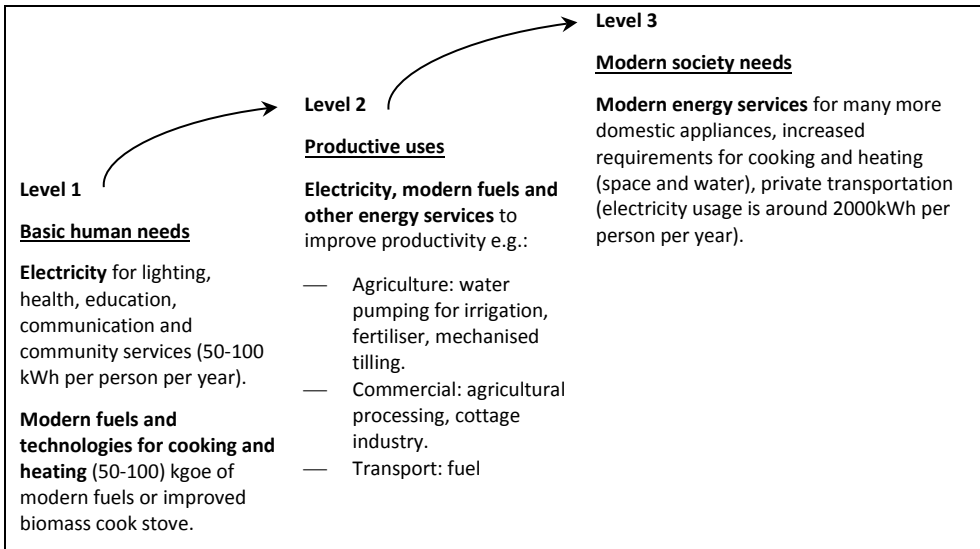 Level 3
Modern society needs
Modern energy services for many more
domestic appliances, increased
requirements for cooking and heating
(space and water), private transportation
(electricity usage is around 2000kWh per
person per year).
Level 2
Productive uses
Electricity, modern fuels and
other energy services to
improve productivity e.g.:
— Agriculture: water
pumping for irrigation,
fertiliser, mechanised
tilling.
— Commercial: agricultural
processing, cottage
industry.
— Transport: fuel
Level 1
Basic human needs
Electricity for lighting,
health, education,
communication and
community services (50-100
kWh per person per year).
Modern fuels and
technologies for cooking and
heating (50-100) kgoe of
modern fuels or improved
biomass cook stove.